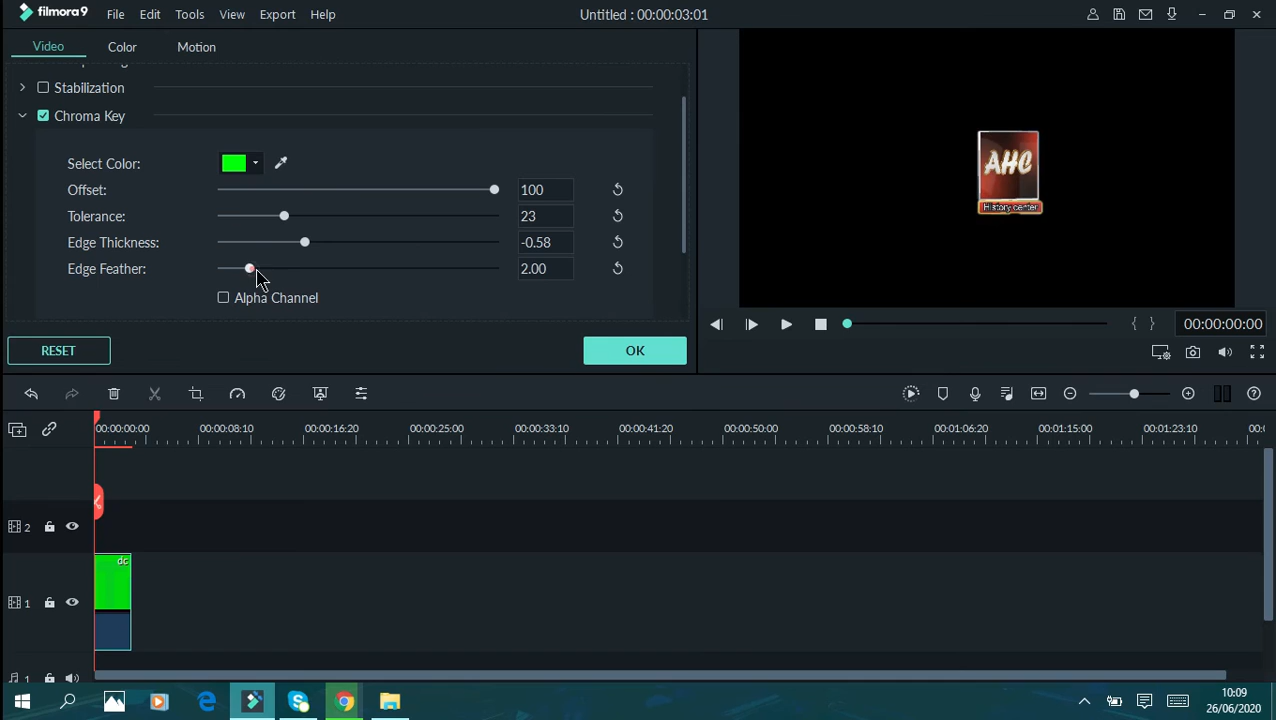 filmora9 File Edit Tools View Export Help Untitled : 00:00:03:01
Video Color Motion
Stabilization
Chroma Key
Select Color:
Offset: 100
Tolerance: 23
Edge Thickness: -0.58
Edge Feather: 2.00
Alpha Channel
RESET OK
AHC
History center
{ } 00:00:00:00
00:00:00:00 00:00:08:10 00:00:16:20 00:00:25:00 00:00:33:10 00:00:41:20 00:00:50:00 00:00:58:10 00:01:06:20 00:01:15:00 00:01:23:10
2
dc
1
1
10:09
26/06/2020